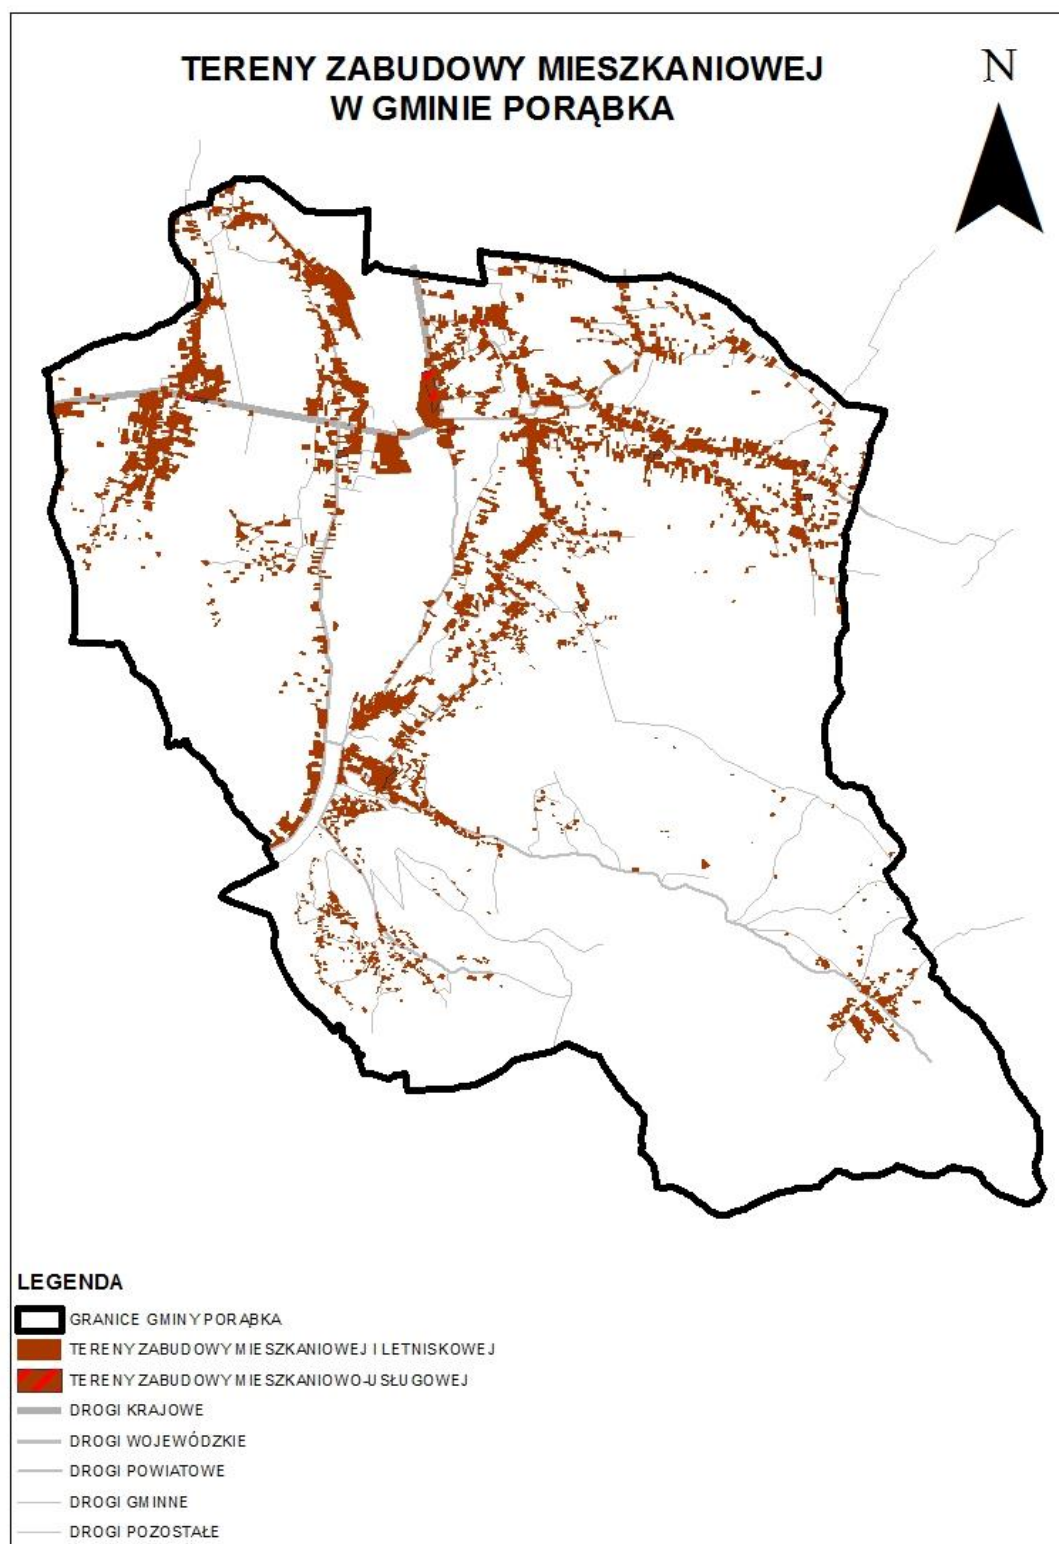 TERENY ZABUDOWY MIESZKANIOWEJ
W GMINIE PORĄBKA
N
LEGENDA
GRANICE GMINY PORĄBKA
TERENY ZABUDOWY MIESZKANIOWEJ I LETNISKOWEJ
TERENY ZABUDOWY MIESZKANIOWO-USŁUGOWEJ
DROGI KRAJOWE
DROGI WOJEWÓDZKIE
DROGI POWIATOWE
DROGI GMINNE
DROGI POZOSTAŁE